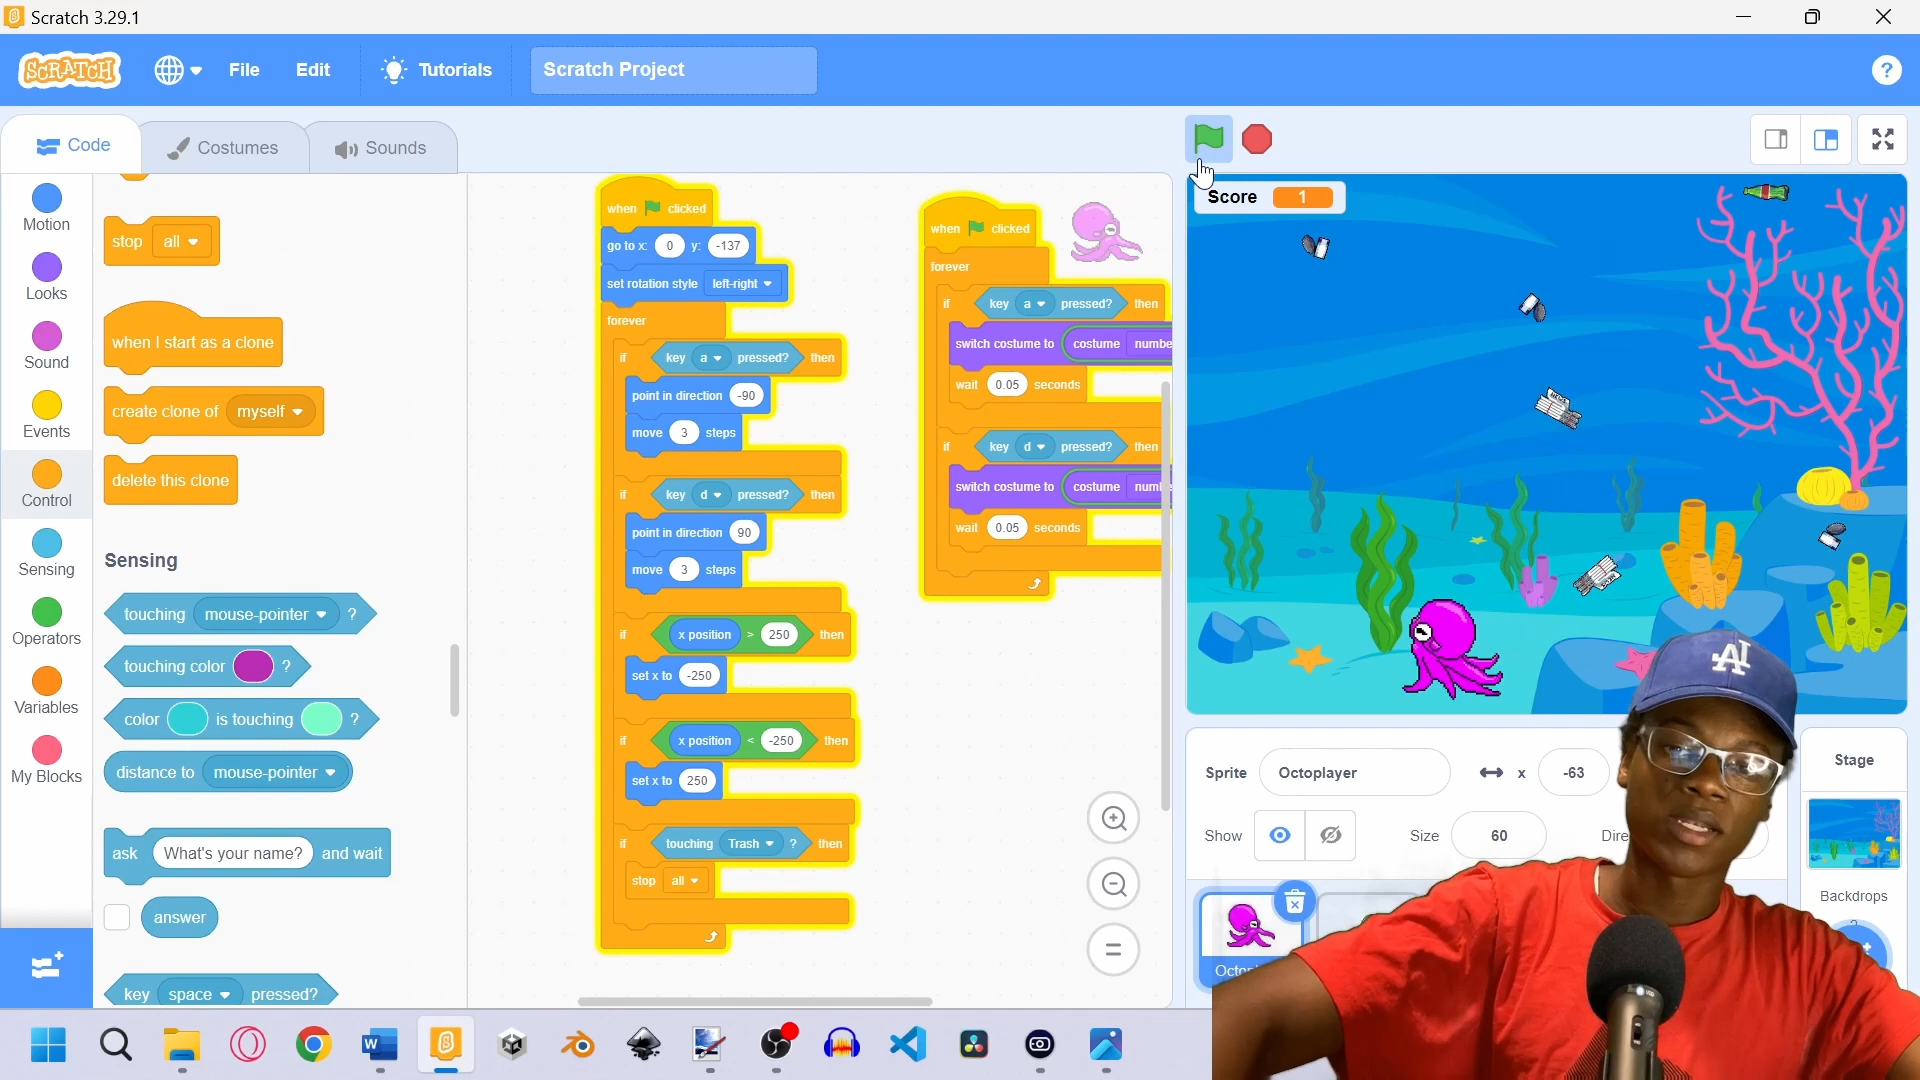 Scratch 3.29.1
SCRATCH
File
Edit
Tutorials
Scratch Project
?
Code
Costumes
Sounds
Motion
Looks
Sound
Events
Control
Sensing
Operators
Variables
My Blocks
stop all
when I start as a clone
create clone of myself
delete this clone
Sensing
touching mouse-pointer ?
touching color ?
color is touching ?
distance to mouse-pointer
ask What's your name? and wait
answer
key space pressed?
when clicked
go to x: 0 y: -137
set rotation style left-right
forever
if key a pressed? then
point in direction -90
move 3 steps
if key d pressed? then
point in direction 90
move 3 steps
if x position > 250 then
set x to -250
if x position < -250 then
set x to 250
if touching Trash ? then
stop all
when clicked
forever
if key a pressed? then
switch costume to costume numbe
wait 0.05 seconds
if key d pressed? then
switch costume to costume numb
wait 0.05 seconds
Score 1
Sprite Octoplayer x -63
Show Size 60 Dire
Stage
Backdrops
Octop